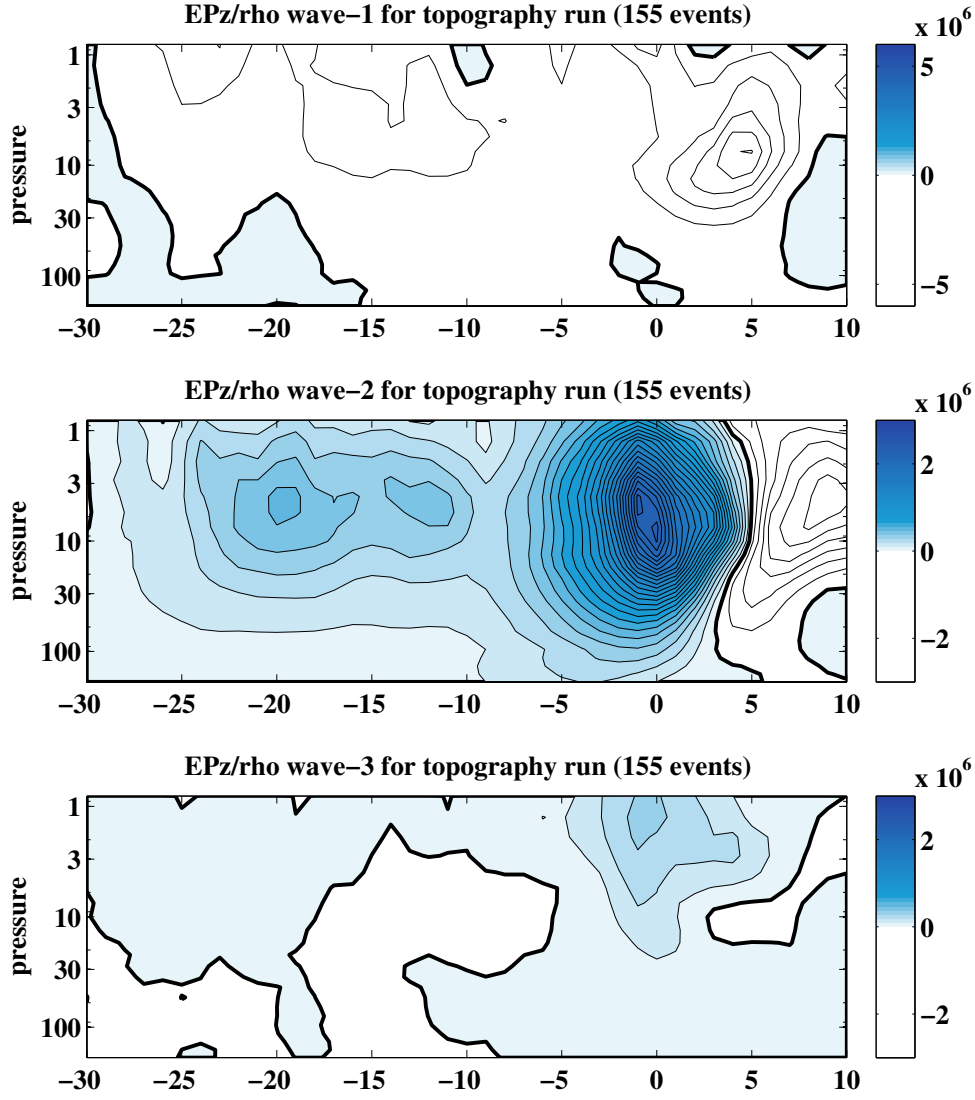 EPz/rho wave−1 for topography run (155 events)
x 10^6
pressure
1
3
10
30
100
−30 −25 −20 −15 −10 −5 0 5 10
5
0
−5
EPz/rho wave−2 for topography run (155 events)
x 10^6
pressure
1
3
10
30
100
−30 −25 −20 −15 −10 −5 0 5 10
2
0
−2
EPz/rho wave−3 for topography run (155 events)
x 10^6
pressure
1
3
10
30
100
−30 −25 −20 −15 −10 −5 0 5 10
2
0
−2